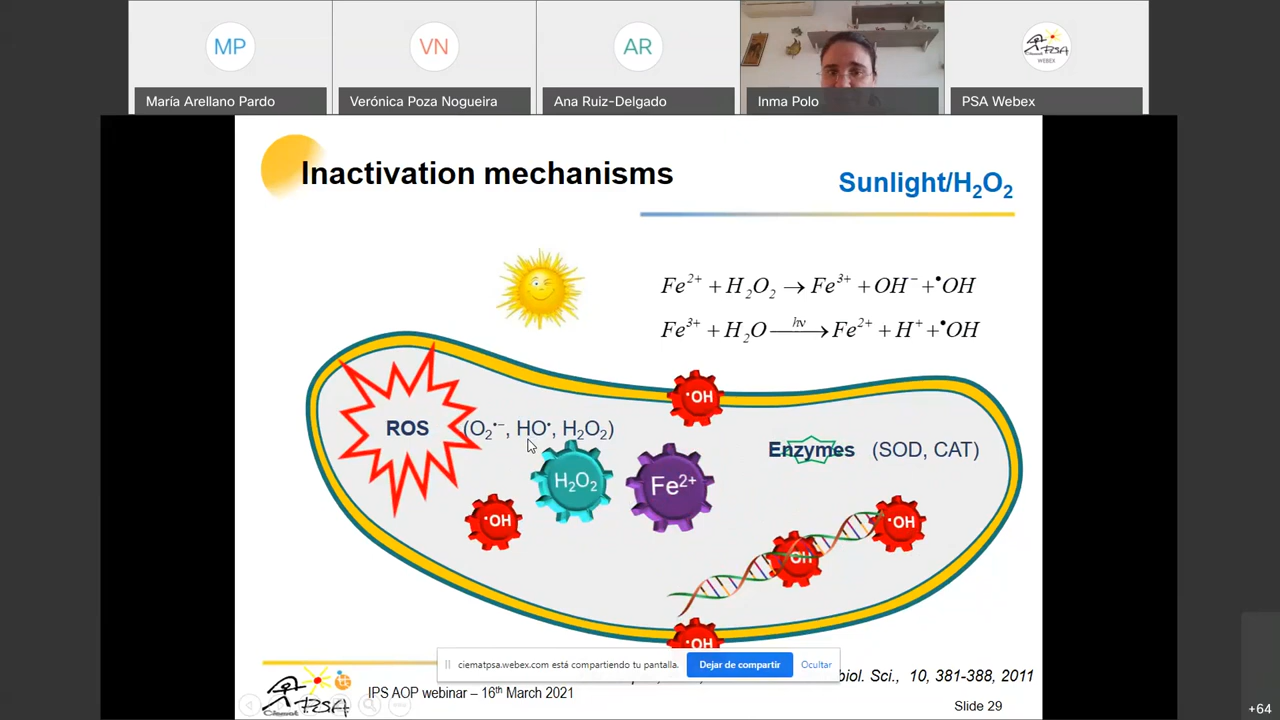 MP
VN
AR
WEBEX
María Arellano Pardo
Verónica Poza Nogueira
Ana Ruiz-Delgado
Inma Polo
PSA Webex
Inactivation mechanisms
Sunlight/H₂O₂
Fe²⁺ + H₂O₂ → Fe³⁺ + OH⁻ + •OH
Fe³⁺ + H₂O —hν→ Fe²⁺ + H⁺ + •OH
•OH
ROS (O₂•⁻, HO•, H₂O₂)
Enzymes (SOD, CAT)
H₂O₂
Fe²⁺
•OH
•OH
OH
•OH
ciematpsa.webex.com está compartiendo tu pantalla.
Dejar de compartir
Ocultar
biol. Sci., 10, 381-388, 2011
IPS AOP webinar – 16th March 2021
Slide 29
+64